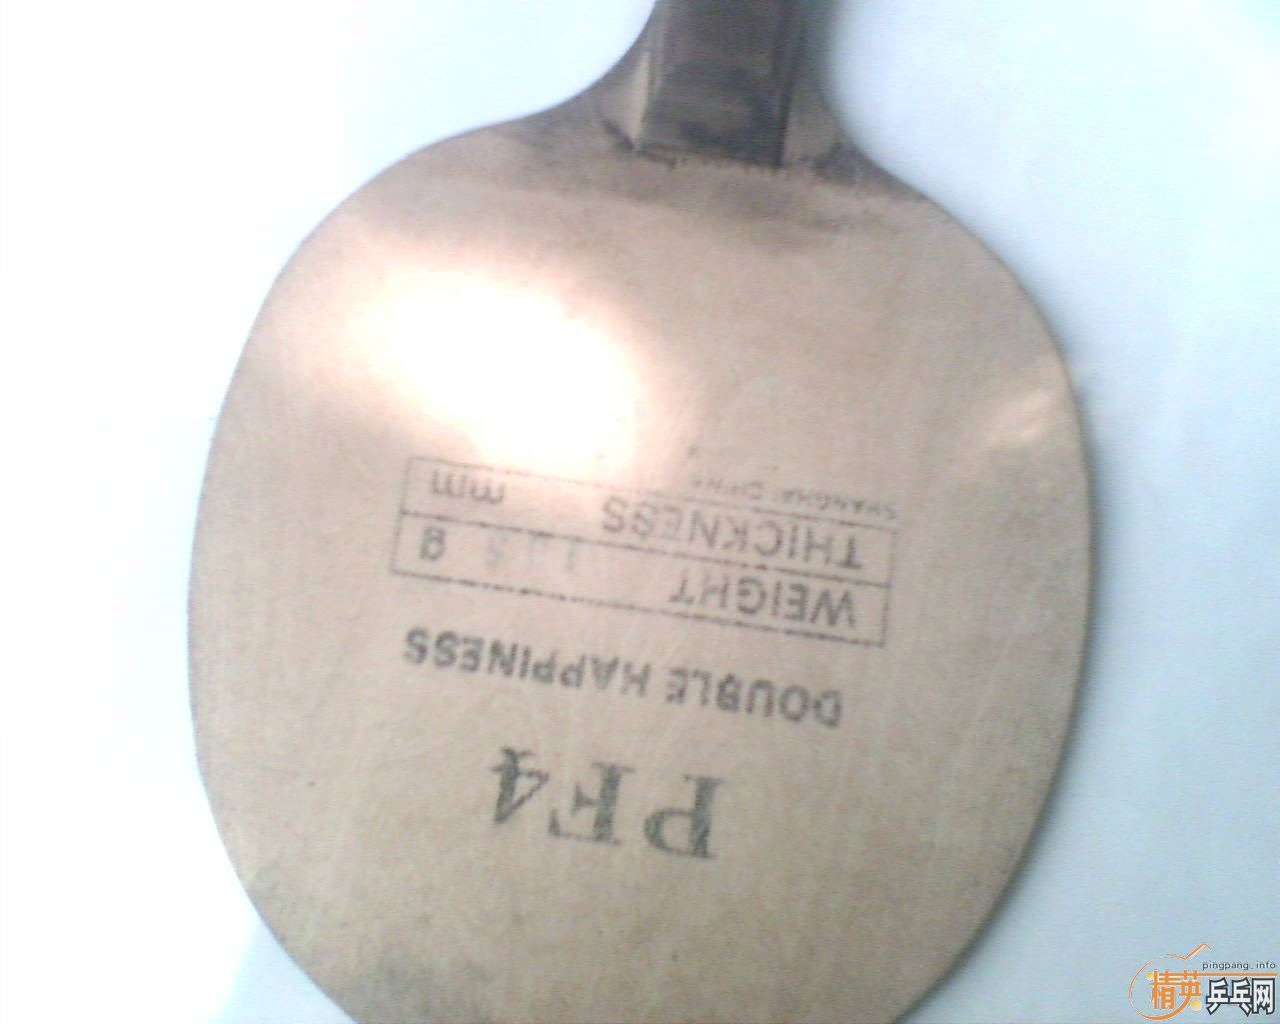 PF4
DOUBLE HAPPINESS
WEIGHT g
THICKNESS mm
SHANGHAI CHINA
pingpang.info
精英乒乓网